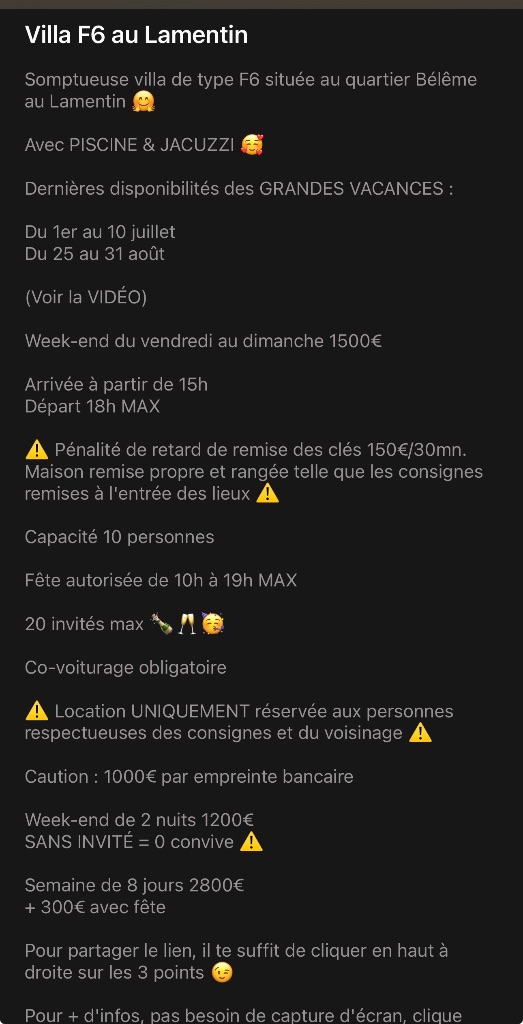 Villa F6 au Lamentin
Somptueuse villa de type F6 située au quartier Bélême
au Lamentin 🤗
Avec PISCINE & JACUZZI 🥰
Dernières disponibilités des GRANDES VACANCES :
Du 1er au 10 juillet
Du 25 au 31 août
(Voir la VIDÉO)
Week-end du vendredi au dimanche 1500€
Arrivée à partir de 15h
Départ 18h MAX
⚠️ Pénalité de retard de remise des clés 150€/30mn.
Maison remise propre et rangée telle que les consignes
remises à l'entrée des lieux ⚠️
Capacité 10 personnes
Fête autorisée de 10h à 19h MAX
20 invités max 🍾🥂🥳
Co-voiturage obligatoire
⚠️ Location UNIQUEMENT réservée aux personnes
respectueuses des consignes et du voisinage ⚠️
Caution : 1000€ par empreinte bancaire
Week-end de 2 nuits 1200€
SANS INVITÉ = 0 convive ⚠️
Semaine de 8 jours 2800€
+ 300€ avec fête
Pour partager le lien, il te suffit de cliquer en haut à
droite sur les 3 points 😉
Pour + d'infos, pas besoin de capture d'écran, clique